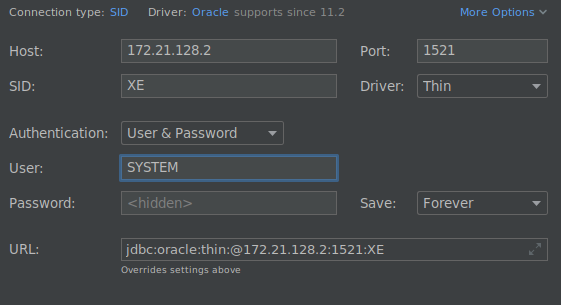 Connection type: SID Driver: Oracle supports since 11.2 More Options
Host: 172.21.128.2 Port: 1521
SID: XE Driver: Thin
Authentication: User & Password
User: SYSTEM
Password: <hidden> Save: Forever
URL: jdbc:oracle:thin:@172.21.128.2:1521:XE
Overrides settings above